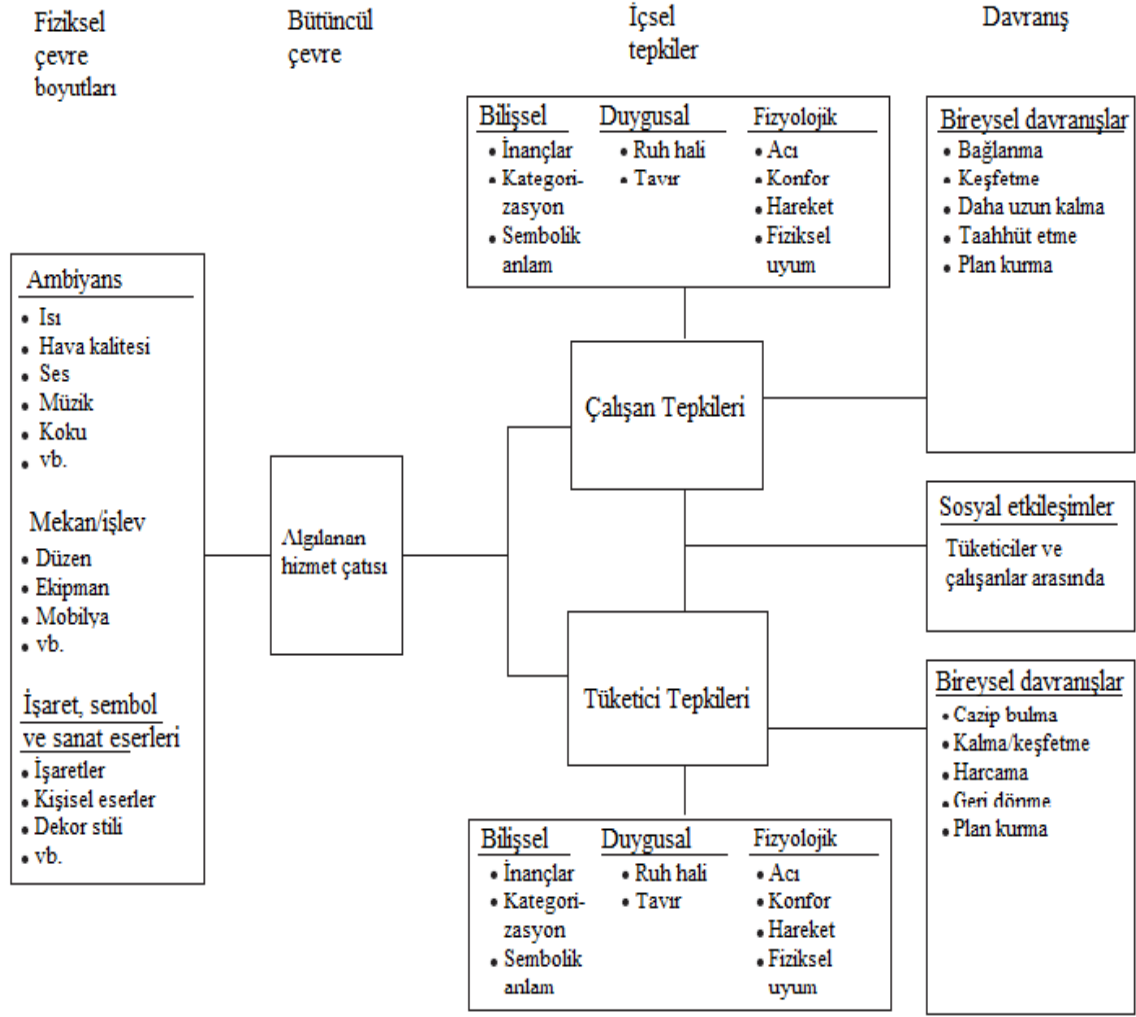 Fiziksel
çevre
boyutları
Bütüncül
çevre
İçsel
tepkiler
Davranış
Bilişsel
• İnançlar
• Kategori-
zasyon
• Sembolik
anlam
Duygusal
• Ruh hali
• Tavır
Fizyolojik
• Acı
• Konfor
• Hareket
• Fiziksel
uyum
Bireysel davranışlar
• Bağlanma
• Keşfetme
• Daha uzun kalma
• Taahhüt etme
• Plan kurma
Ambiyans
• Isı
• Hava kalitesi
• Ses
• Müzik
• Koku
• vb.
Mekan/işlev
• Düzen
• Ekipman
• Mobilya
• vb.
İşaret, sembol
ve sanat eserleri
• İşaretler
• Kişisel eserler
• Dekor stili
• vb.
Algılanan
hizmet çatısı
Çalışan Tepkileri
Tüketici Tepkileri
Sosyal etkileşimler
Tüketiciler ve
çalışanlar arasında
Bireysel davranışlar
• Cazip bulma
• Kalma/keşfetme
• Harcama
• Geri dönme
• Plan kurma
Bilişsel
• İnançlar
• Kategori-
zasyon
• Sembolik
anlam
Duygusal
• Ruh hali
• Tavır
Fizyolojik
• Acı
• Konfor
• Hareket
• Fiziksel
uyum